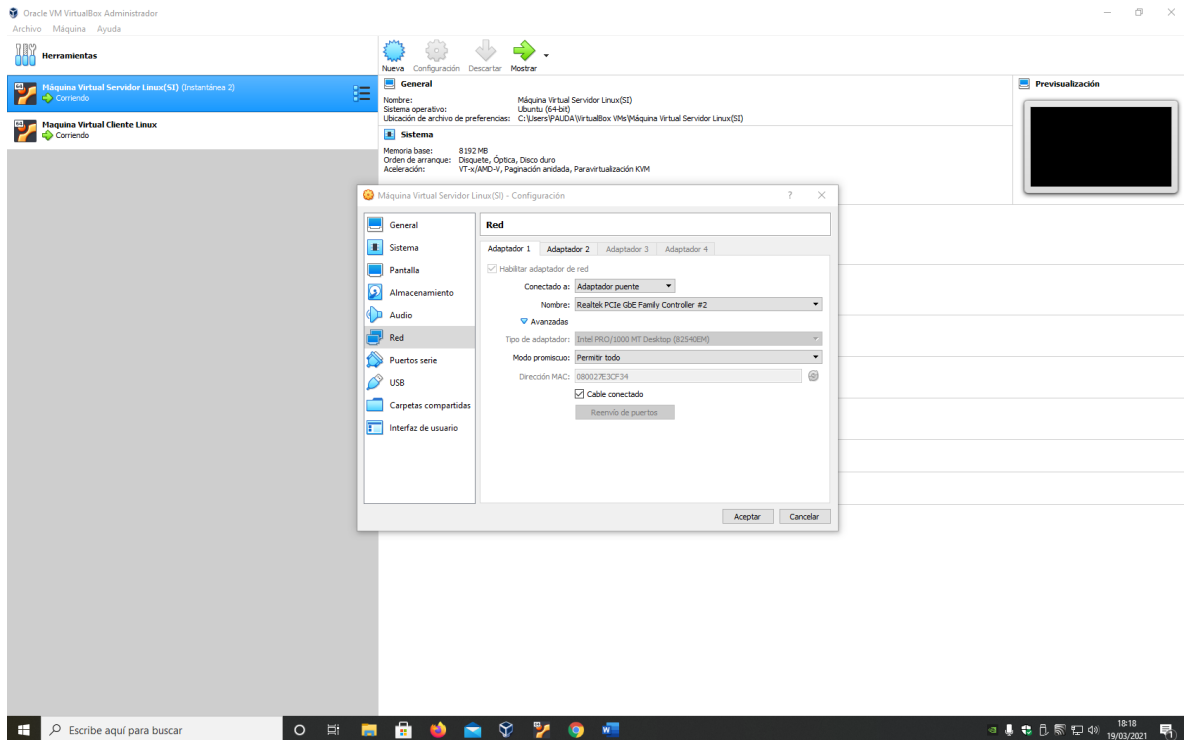 Oracle VM VirtualBox Administrador
Archivo Máquina Ayuda
Herramientas
Nueva Configuración Descartar Mostrar
Máquina Virtual Servidor Linux(SI) (Instantánea 2)
Corriendo
Maquina Virtual Cliente Linux
Corriendo
General
Nombre: Máquina Virtual Servidor Linux(SI)
Sistema operativo: Ubuntu (64-bit)
Ubicación de archivo de preferencias: C:\Users\PAUDA\VirtualBox VMs\Máquina Virtual Servidor Linux(SI)
Sistema
Memoria base: 8192 MB
Orden de arranque: Disquete, Óptica, Disco duro
Aceleración: VT-x/AMD-V, Paginación anidada, Paravirtualización KVM
Previsualización
Máquina Virtual Servidor Linux(SI) - Configuración ?
General
Sistema
Pantalla
Almacenamiento
Audio
Red
Puertos serie
USB
Carpetas compartidas
Interfaz de usuario
Red
Adaptador 1 Adaptador 2 Adaptador 3 Adaptador 4
Habilitar adaptador de red
Conectado a: Adaptador puente
Nombre: Realtek PCIe GbE Family Controller #2
Avanzadas
Tipo de adaptador: Intel PRO/1000 MT Desktop (82540EM)
Modo promiscuo: Permitir todo
Dirección MAC: 080027E3CF34
Cable conectado
Reenvío de puertos
Aceptar Cancelar
Escribe aquí para buscar
18:18
19/03/2021